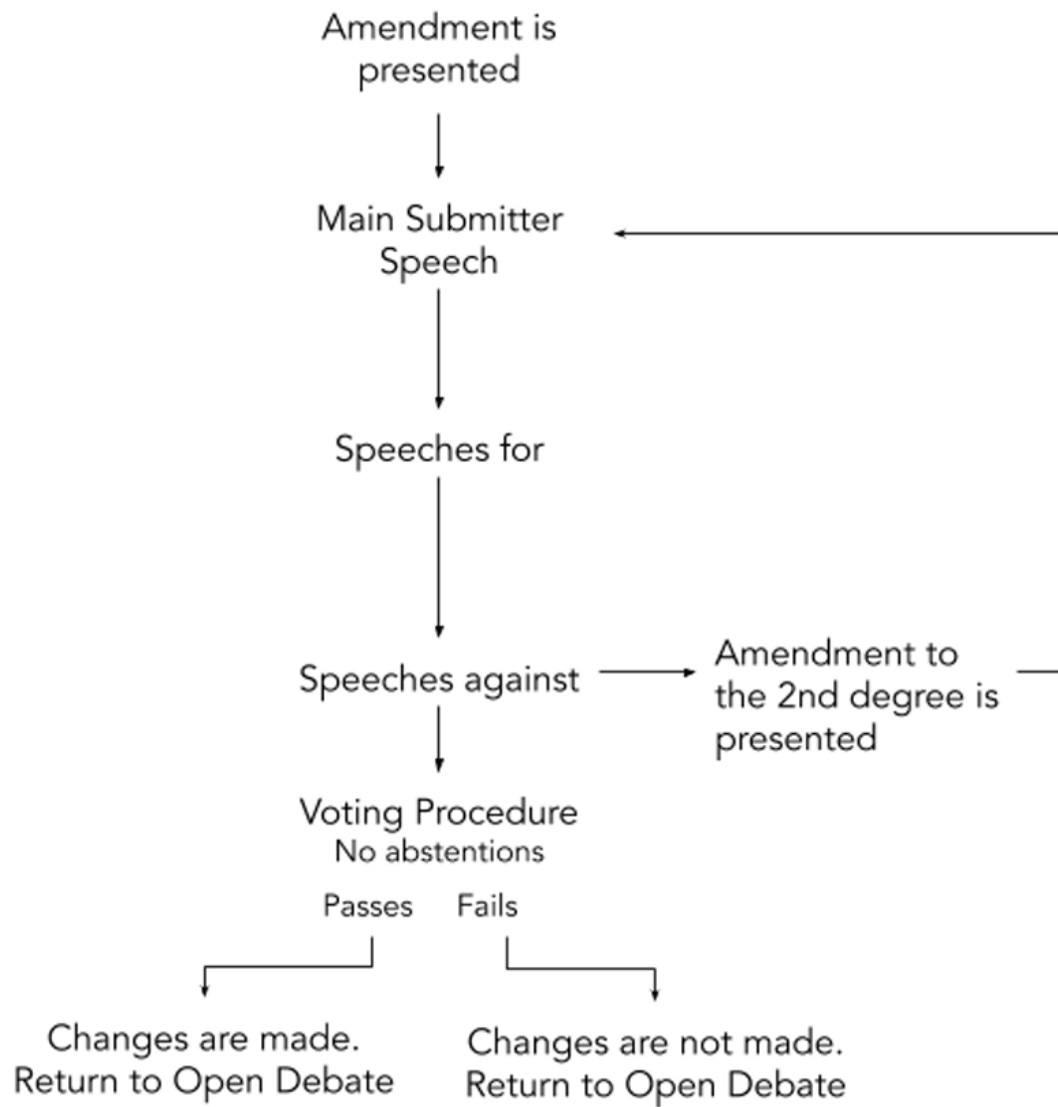 Amendment is
presented
Main Submitter
Speech
Speeches for
Speeches against
Amendment to
the 2nd degree is
presented
Voting Procedure
No abstentions
Passes
Fails
Changes are made.
Return to Open Debate
Changes are not made.
Return to Open Debate